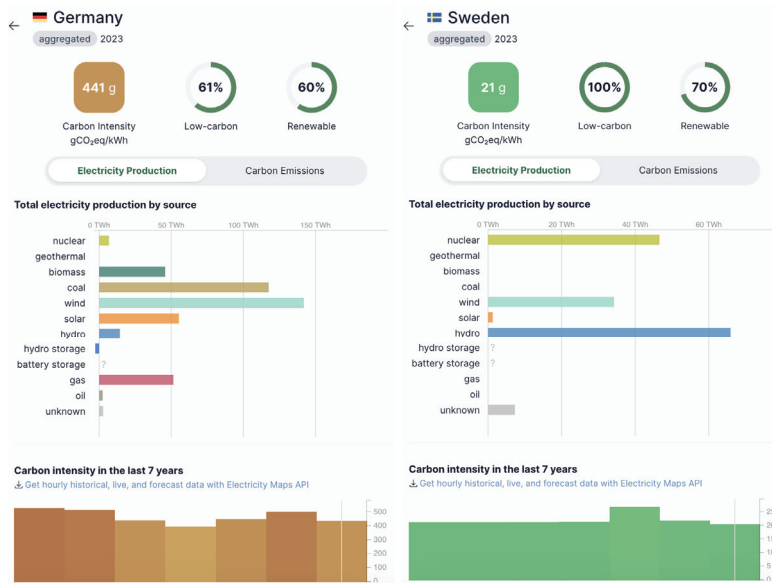 Germany
aggregated 2023
441 g
61%
60%
Carbon Intensity
gCO₂eq/kWh
Low-carbon
Renewable
Electricity Production
Carbon Emissions
Total electricity production by source
0 TWh 50 TWh 100 TWh 150 TWh
nuclear
geothermal
biomass
coal
wind
solar
hydro
hydro storage
battery storage ?
gas
oil
unknown
Carbon intensity in the last 7 years
Get hourly historical, live, and forecast data with Electricity Maps API
500
400
300
200
100
0
Sweden
aggregated 2023
21 g
100%
70%
Carbon Intensity
gCO₂eq/kWh
Low-carbon
Renewable
Electricity Production
Carbon Emissions
Total electricity production by source
0 TWh 20 TWh 40 TWh 60 TWh
nuclear
geothermal
biomass
coal
wind
solar
hydro
hydro storage ?
battery storage ?
gas
oil
unknown
Carbon intensity in the last 7 years
Get hourly historical, live, and forecast data with Electricity Maps API
25
20
15
10
5
0